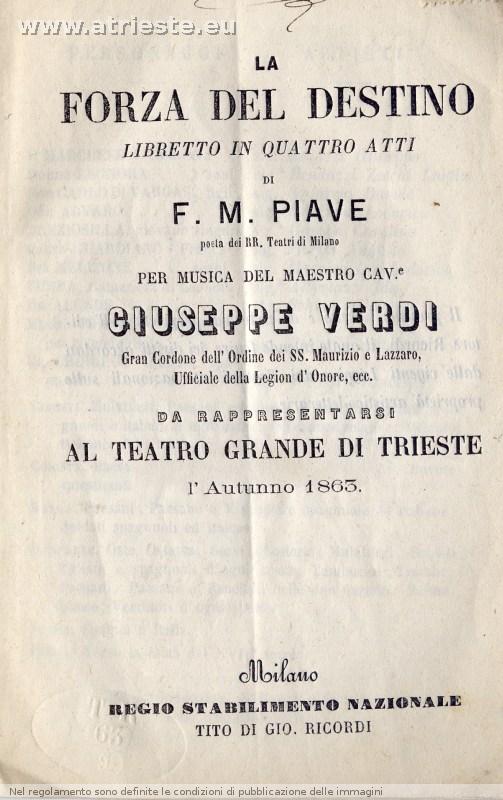 www.atrieste.eu
LA
FORZA DEL DESTINO
LIBRETTO IN QUATTRO ATTI
DI
F. M. PIAVE
poeta dei RR. Teatri di Milano
PER MUSICA DEL MAESTRO CAV.e
GIUSEPPE VERDI
Gran Cordone dell' Ordine dei SS. Maurizio e Lazzaro,
Ufficiale della Legion d' Onore, ecc.
DA RAPPRESENTARSI
AL TEATRO GRANDE DI TRIESTE
l'Autunno 1863.
Milano
REGIO STABILIMENTO NAZIONALE
TITO DI GIO. RICORDI
Nel regolamento sono definite le condizioni di pubblicazione delle immagini